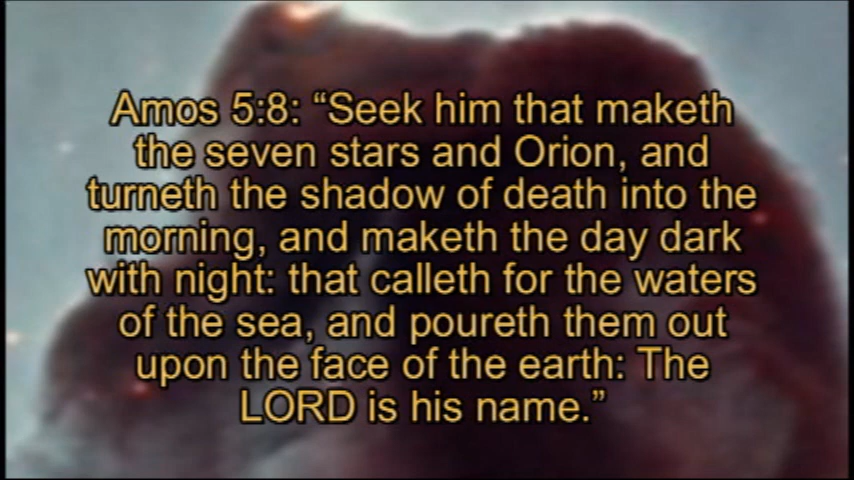 Amos 5:8: “Seek him that maketh
the seven stars and Orion, and
turneth the shadow of death into the
morning, and maketh the day dark
with night: that calleth for the waters
of the sea, and poureth them out
upon the face of the earth: The
LORD is his name.”